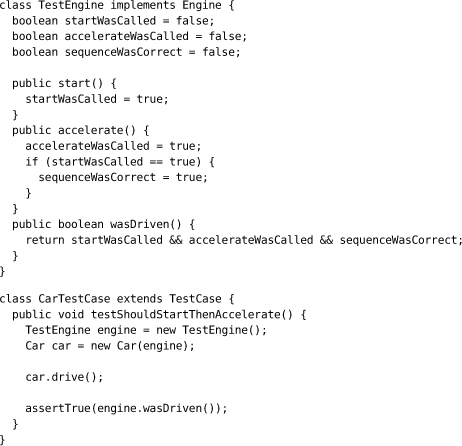 class TestEngine implements Engine {
  boolean startWasCalled = false;
  boolean accelerateWasCalled = false;
  boolean sequenceWasCorrect = false;

  public start() {
    startWasCalled = true;
  }
  public accelerate() {
    accelerateWasCalled = true;
    if (startWasCalled == true) {
      sequenceWasCorrect = true;
    }
  }
  public boolean wasDriven() {
    return startWasCalled && accelerateWasCalled && sequenceWasCorrect;
  }
}

class CarTestCase extends TestCase {
  public void testShouldStartThenAccelerate() {
    TestEngine engine = new TestEngine();
    Car car = new Car(engine);

    car.drive();

    assertTrue(engine.wasDriven());
  }
}